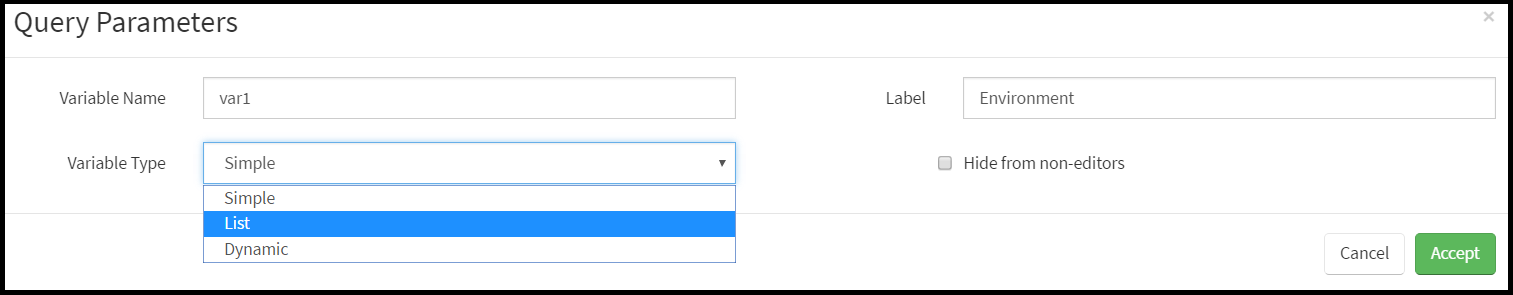 Query Parameters
×
Variable Name
var1
Label
Environment
Variable Type
Simple
Hide from non-editors
Simple
List
Dynamic
Cancel
Accept